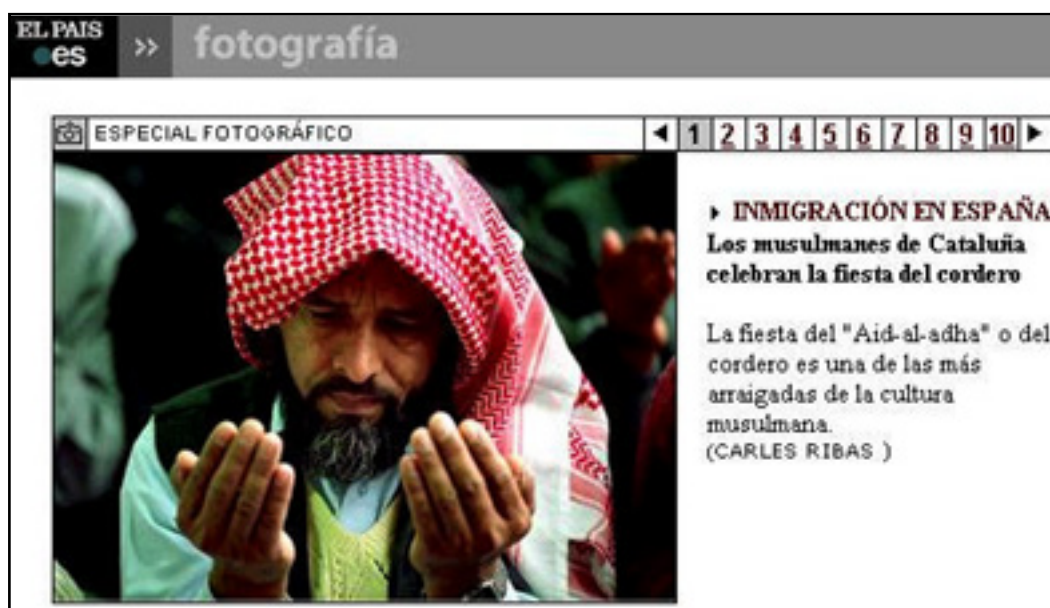 EL PAIS
es
>>
fotografía
ESPECIAL FOTOGRÁFICO
1 2 3 4 5 6 7 8 9 10
INMIGRACIÓN EN ESPAÑA
Los musulmanes de Cataluña
celebran la fiesta del cordero
La fiesta del "Aid-al-adha" o del
cordero es una de las más
arraigadas de la cultura
musulmana.
(CARLES RIBAS )